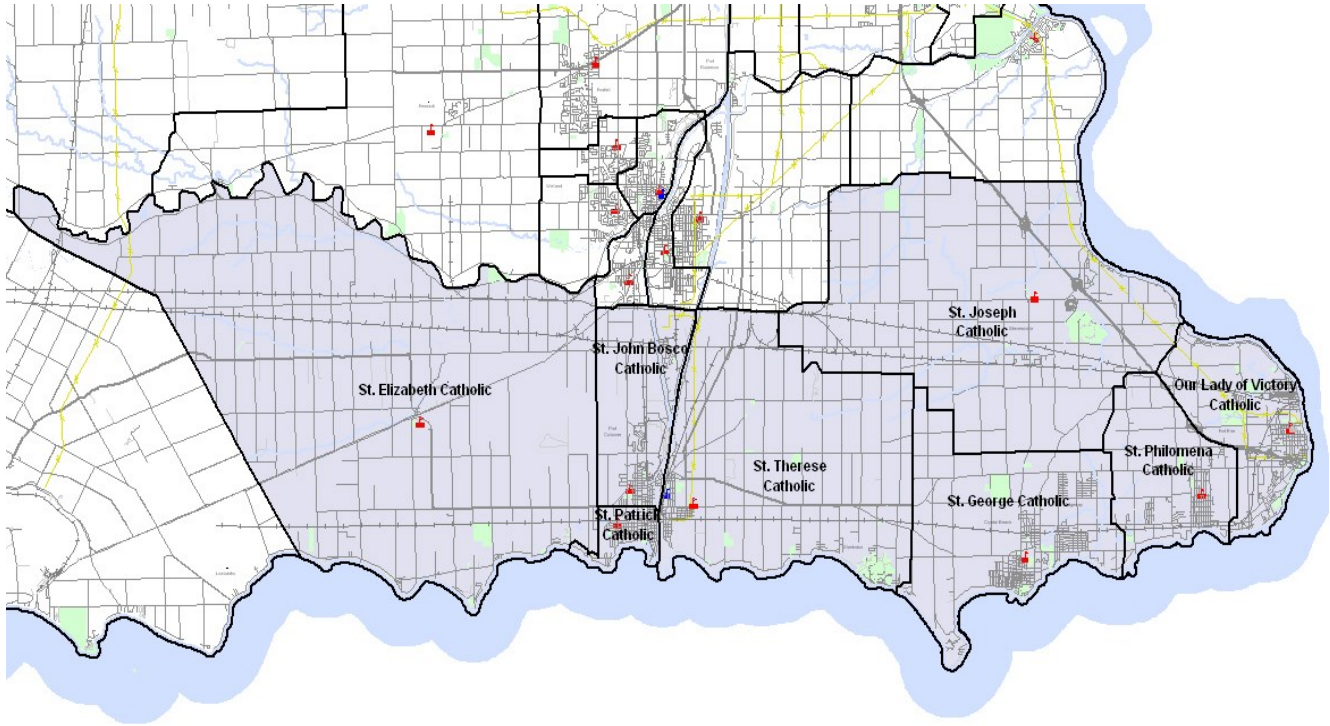 St. Joseph
Catholic
St. John Bosco
Catholic
St. Elizabeth Catholic
Our Lady of Victory
Catholic
St. Philomena
Catholic
St. Therese
Catholic
St. George Catholic
St. Patrick
Catholic